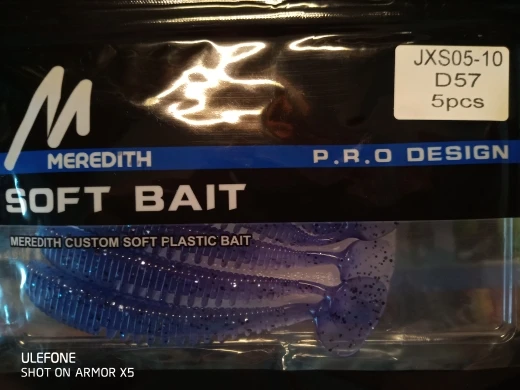 JXS05-10
D57
5pcs
M
MEREDITH
P.R.O DESIGN
SOFT BAIT
MEREDITH CUSTOM SOFT PLASTIC BAIT
ULEFONE
SHOT ON ARMOR X5